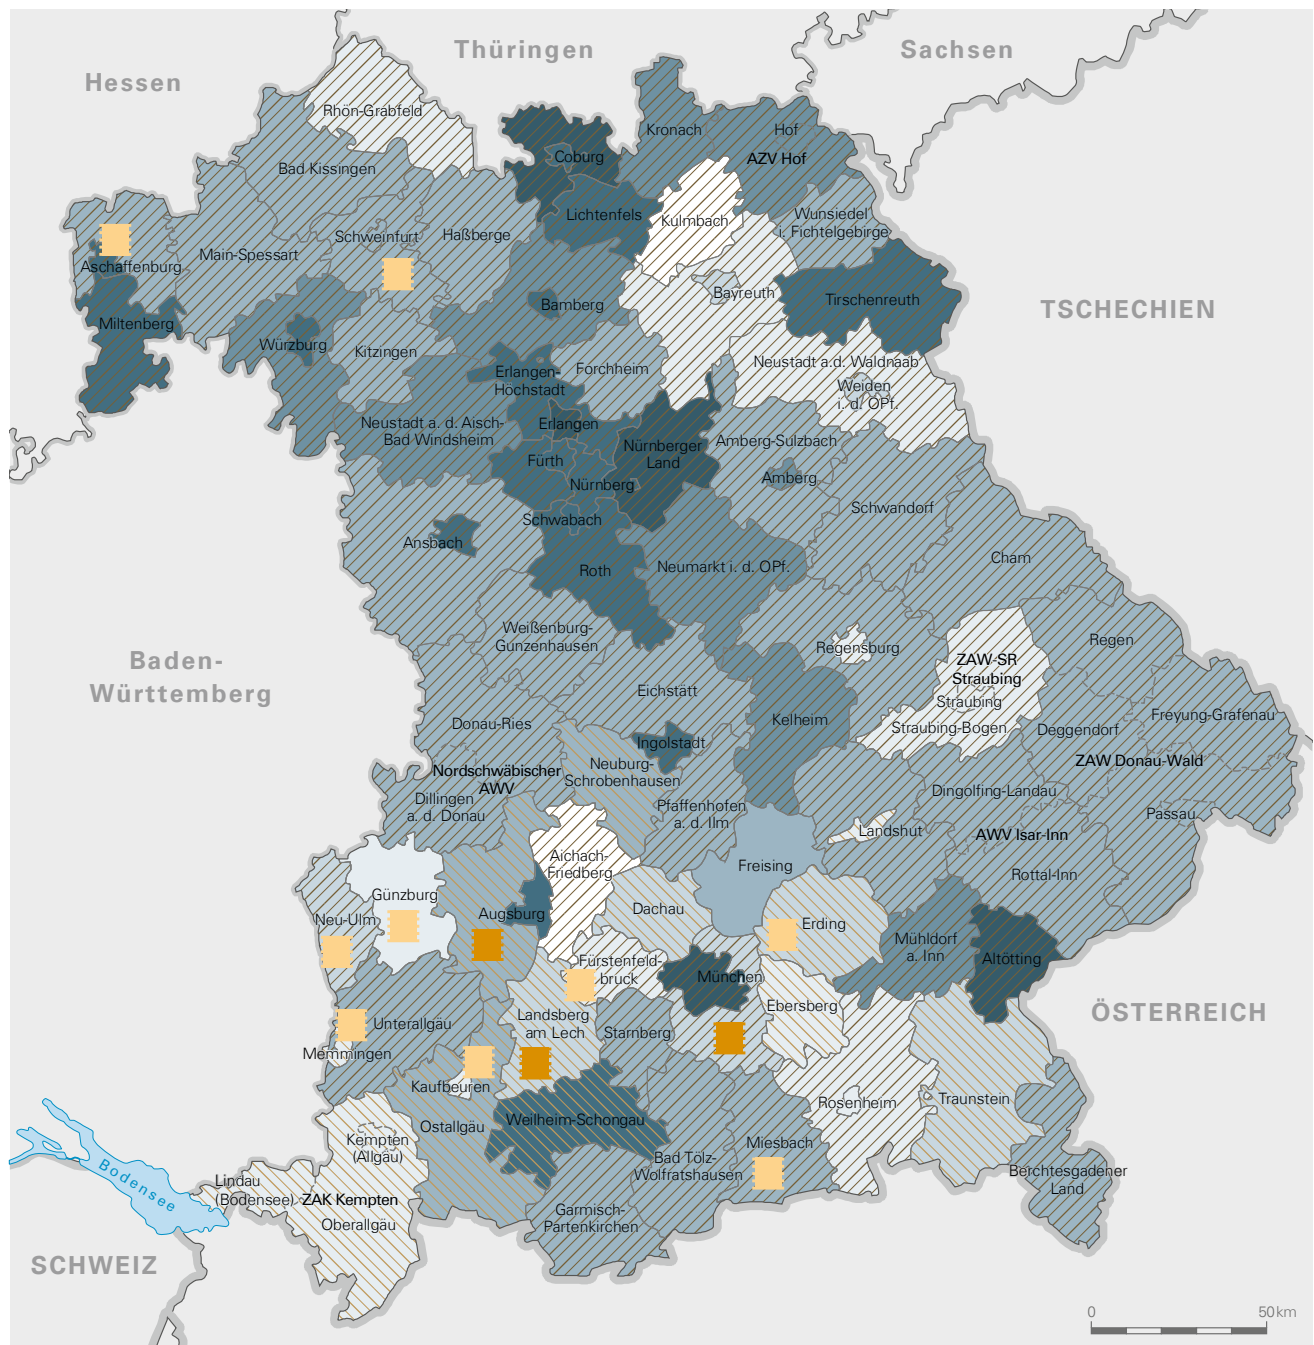 Thüringen
Sachsen
Hessen
Rhön-Grabfeld
Kronach
Hof
AZV Hof
Coburg
Bad Kissingen
Lichtenfels
Kulmbach
Wunsiedel
i. Fichtelgebirge
Schweinfurt
Haßberge
Main-Spessart
Aschaffenburg
Bayreuth
Tirschenreuth
Bamberg
TSCHECHIEN
Miltenberg
Würzburg
Kitzingen
Forchheim
Neustadt a.d. Waldnaab
Erlangen-
Höchstadt
Weiden
i. d. OPf.
Neustadt a. d. Aisch-
Bad Windsheim
Erlangen
Nürnberger
Land
Amberg-Sulzbach
Fürth
Amberg
Nürnberg
Schwandorf
Schwabach
Ansbach
Roth
Neumarkt i. d. OPf.
Cham
Weißenburg-
Gunzenhausen
Regensburg
Regen
Baden-
Württemberg
ZAW-SR
Straubing
Eichstätt
Straubing
Kelheim
Donau-Ries
Straubing-Bogen
Deggendorf
Freyung-Grafenau
Ingolstadt
ZAW Donau-Wald
Nordschwäbischer
AWV
Neuburg-
Schrobenhausen
Dillingen
a. d. Donau
Pfaffenhofen
a. d. Ilm
Dingolfing-Landau
Passau
Landshut
AWV Isar-Inn
Aichach-
Friedberg
Freising
Rottal-Inn
Günzburg
Neu-Ulm
Augsburg
Dachau
Erding
Mühldorf
a. Inn
Altötting
Fürstenfeld-
bruck
München
Ebersberg
ÖSTERREICH
Landsberg
am Lech
Starnberg
Unterallgäu
Memmingen
Kaufbeuren
Ostallgäu
Weilheim-Schongau
Rosenheim
Traunstein
Kempten
(Allgäu)
Miesbach
Bad Tölz-
Wolfratshausen
Berchtesgadener
Land
Bodensee
Lindau
(Bodensee)
ZAK Kempten
Oberallgäu
Garmisch-
Partenkirchen
SCHWEIZ
0 50 km